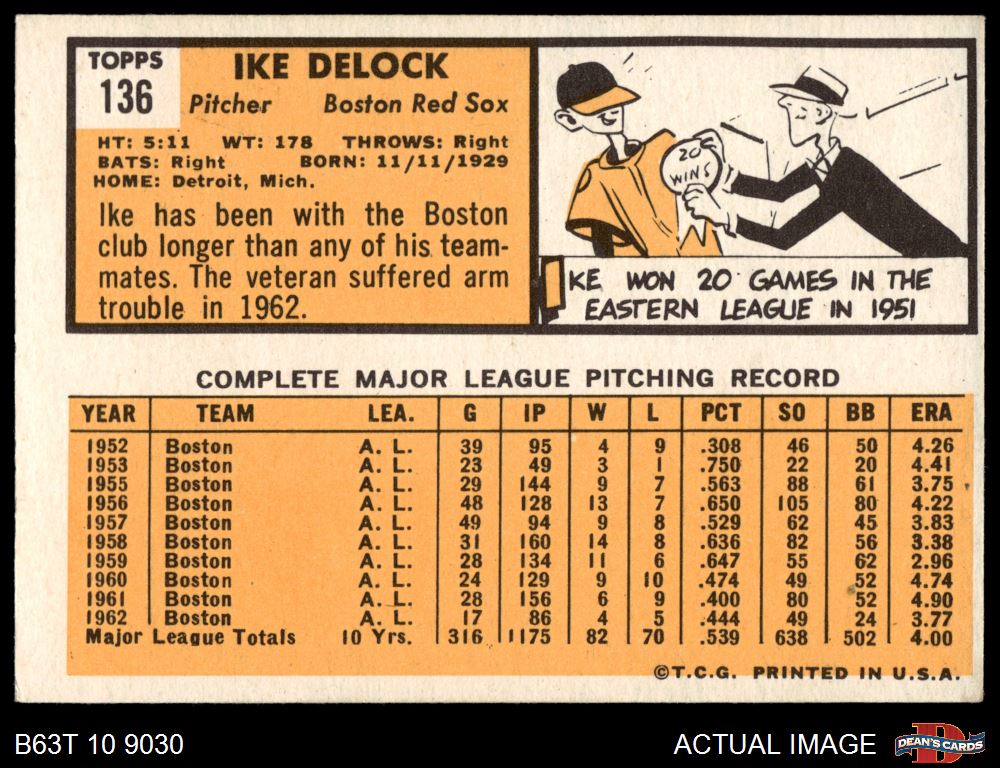 TOPPS
136
IKE DELOCK
Pitcher Boston Red Sox
HT: 5:11 WT: 178 THROWS: Right
BATS: Right BORN: 11/11/1929
HOME: Detroit, Mich.
Ike has been with the Boston
club longer than any of his team-
mates. The veteran suffered arm
trouble in 1962.
20
WINS
IKE WON 20 GAMES IN THE
EASTERN LEAGUE IN 1951
COMPLETE MAJOR LEAGUE PITCHING RECORD
YEAR TEAM LEA. G IP W L PCT SO BB ERA
1952 Boston A. L. 39 95 4 9 .308 46 50 4.26
1953 Boston A. L. 23 49 3 1 .750 22 20 4.41
1955 Boston A. L. 29 144 9 7 .563 88 61 3.75
1956 Boston A. L. 48 128 13 7 .650 105 80 4.22
1957 Boston A. L. 49 94 9 8 .529 62 45 3.83
1958 Boston A. L. 31 160 14 8 .636 82 56 3.38
1959 Boston A. L. 28 134 11 6 .647 55 62 2.96
1960 Boston A. L. 24 129 9 10 .474 49 52 4.74
1961 Boston A. L. 28 156 6 9 .400 80 52 4.90
1962 Boston A. L. 17 86 4 5 .444 49 24 3.77
Major League Totals 10 Yrs. 316 1175 82 70 .539 638 502 4.00
©T.C.G. PRINTED IN U.S.A.
B63T 10 9030
ACTUAL IMAGE
D
DEAN'S CARDS